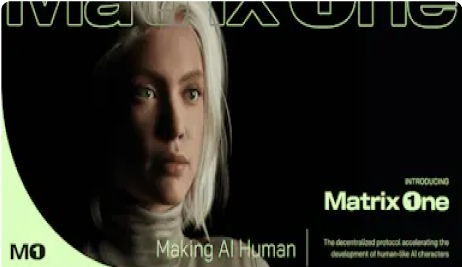 Matrix One
INTRODUCING
Matrix 1ne
Making AI Human
The decentralized protocol accelerating the
development of human-like AI characters
M1